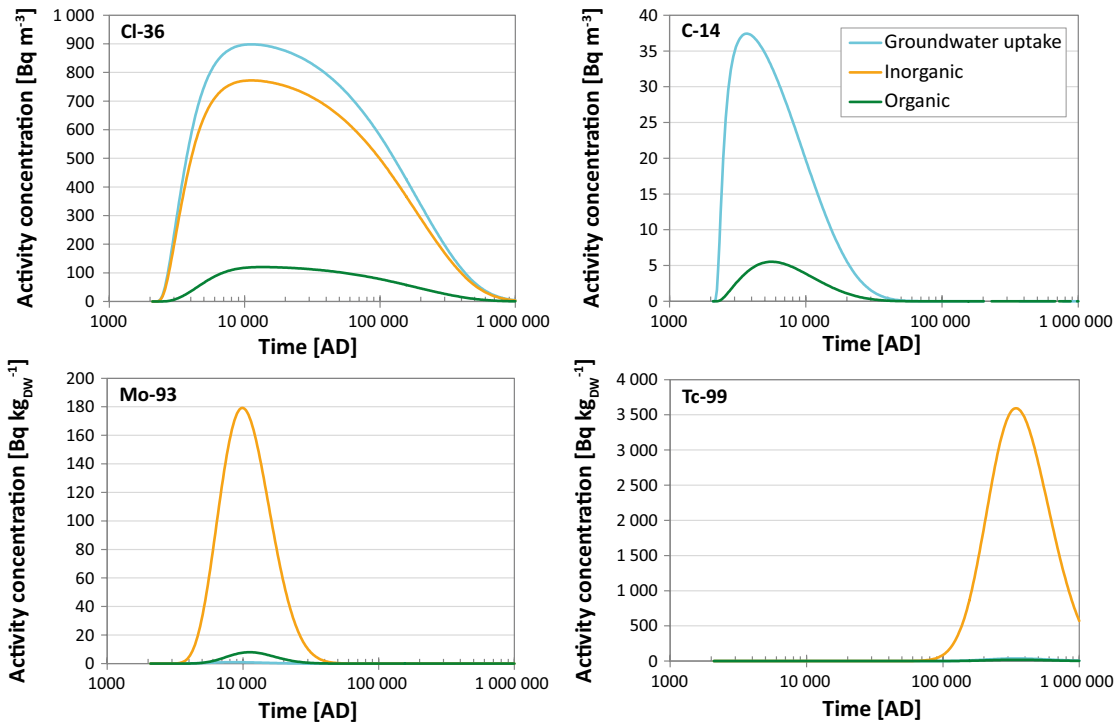 Cl-36
Activity concentration [Bq m⁻³]
1 000
900
800
700
600
500
400
300
200
100
0
1000
10 000
100 000
1 000 000
Time [AD]
C-14
Groundwater uptake
Inorganic
Organic
Activity concentration [Bq m⁻³]
40
35
30
25
20
15
10
5
0
1000
10 000
100 000
1 000 000
Time [AD]
Mo-93
Activity concentration [Bq kg_DW⁻¹]
200
180
160
140
120
100
80
60
40
20
0
1000
10 000
100 000
1 000 000
Time [AD]
Tc-99
Activity concentration [Bq kg_DW⁻¹]
4 000
3 500
3 000
2 500
2 000
1 500
1 000
500
0
1000
10 000
100 000
1 000 000
Time [AD]